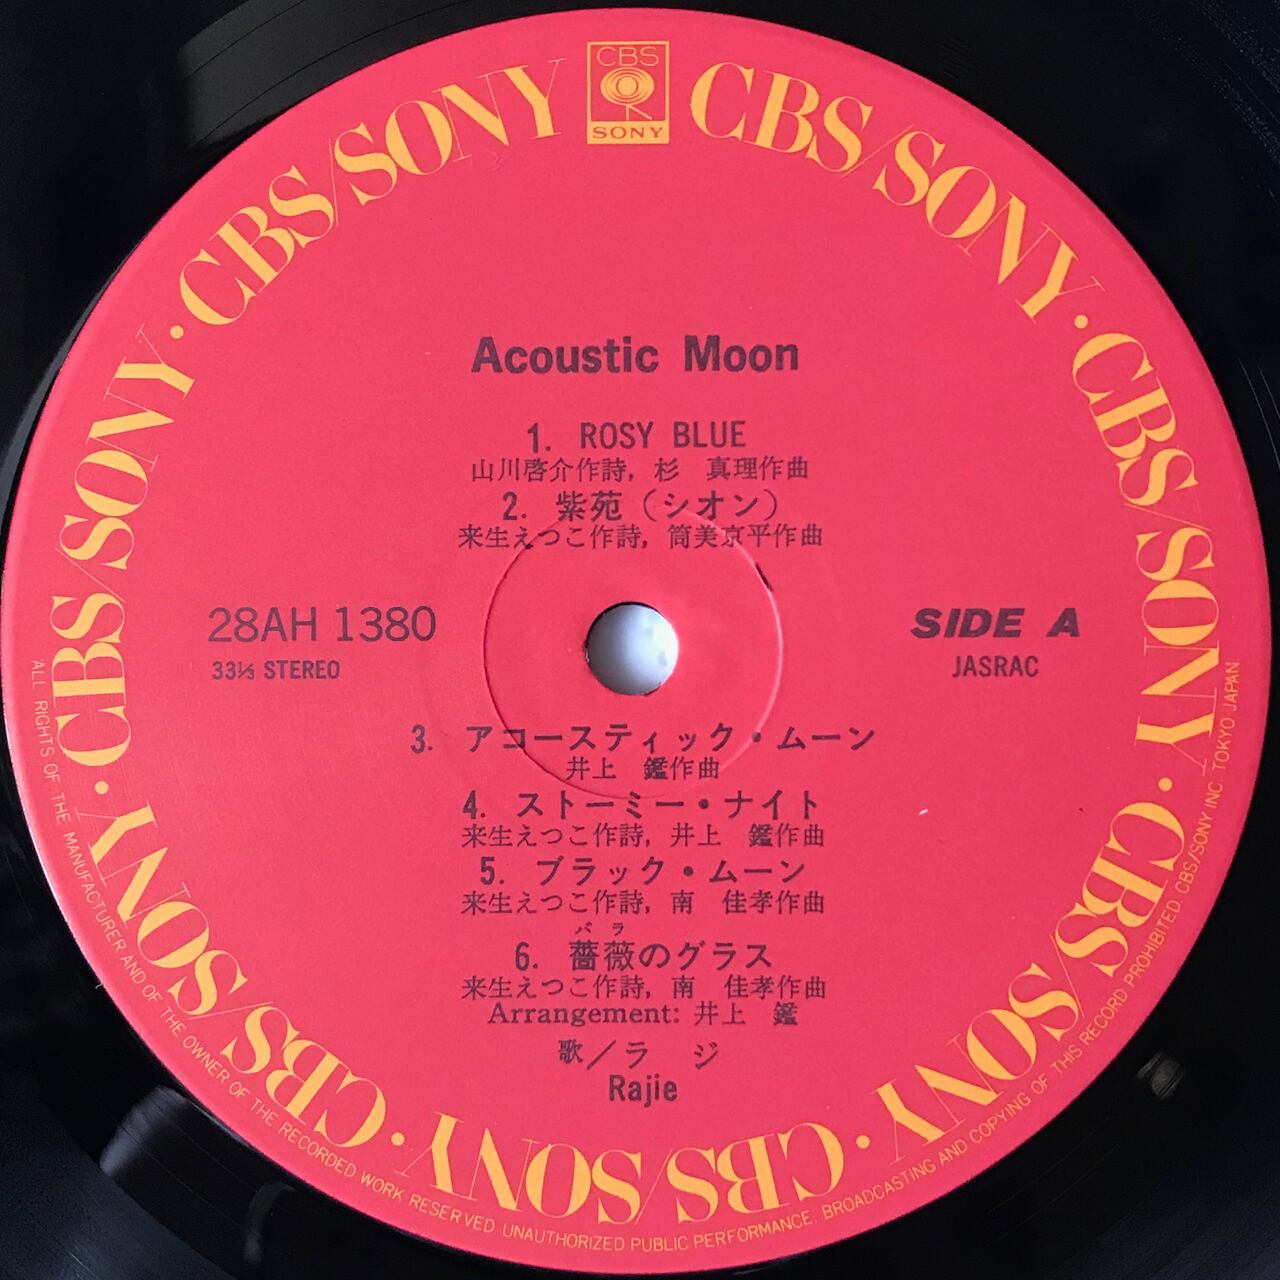 CBS
SONY
CBS/SONY · CBS/SONY · CBS/SONY · CBS/SONY · CBS/SONY · CBS/SONY · CBS/SONY · CBS/SONY
Acoustic Moon
1. ROSY BLUE
山川啓介作詩, 杉 真理作曲
2. 紫苑 (シオン)
来生えつこ作詩, 筒美京平作曲
28AH 1380
33⅓ STEREO
SIDE A
JASRAC
3. アコースティック・ムーン
井上 鑑作曲
4. ストーミー・ナイト
来生えつこ作詩, 井上 鑑作曲
5. ブラック・ムーン
来生えつこ作詩, 南 佳孝作曲
バラ
6. 薔薇のグラス
来生えつこ作詩, 南 佳孝作曲
Arrangement: 井上 鑑
歌/ラ ジ
Rajie
ALL RIGHTS OF THE MANUFACTURER AND OF THE OWNER OF THE RECORDED WORK RESERVED. UNAUTHORIZED PUBLIC PERFORMANCE, BROADCASTING AND COPYING OF THIS RECORD PROHIBITED. CBS/SONY INC. TOKYO JAPAN